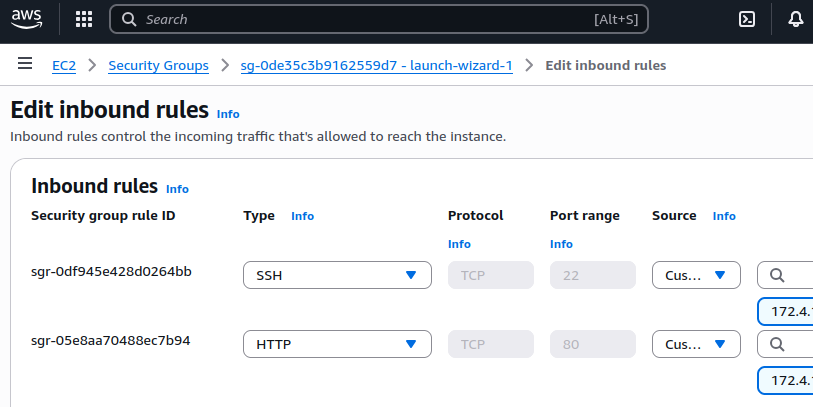 aws Search [Alt+S]
EC2 Security Groups sg-0de35c3b9162559d7 - launch-wizard-1 Edit inbound rules
Edit inbound rules Info
Inbound rules control the incoming traffic that's allowed to reach the instance.
Inbound rules Info
Security group rule ID Type Info Protocol Port range Source Info
Info Info
sgr-0df945e428d0264bb SSH TCP 22 Cus...
172.4.
sgr-05e8aa70488ec7b94 HTTP TCP 80 Cus...
172.4.